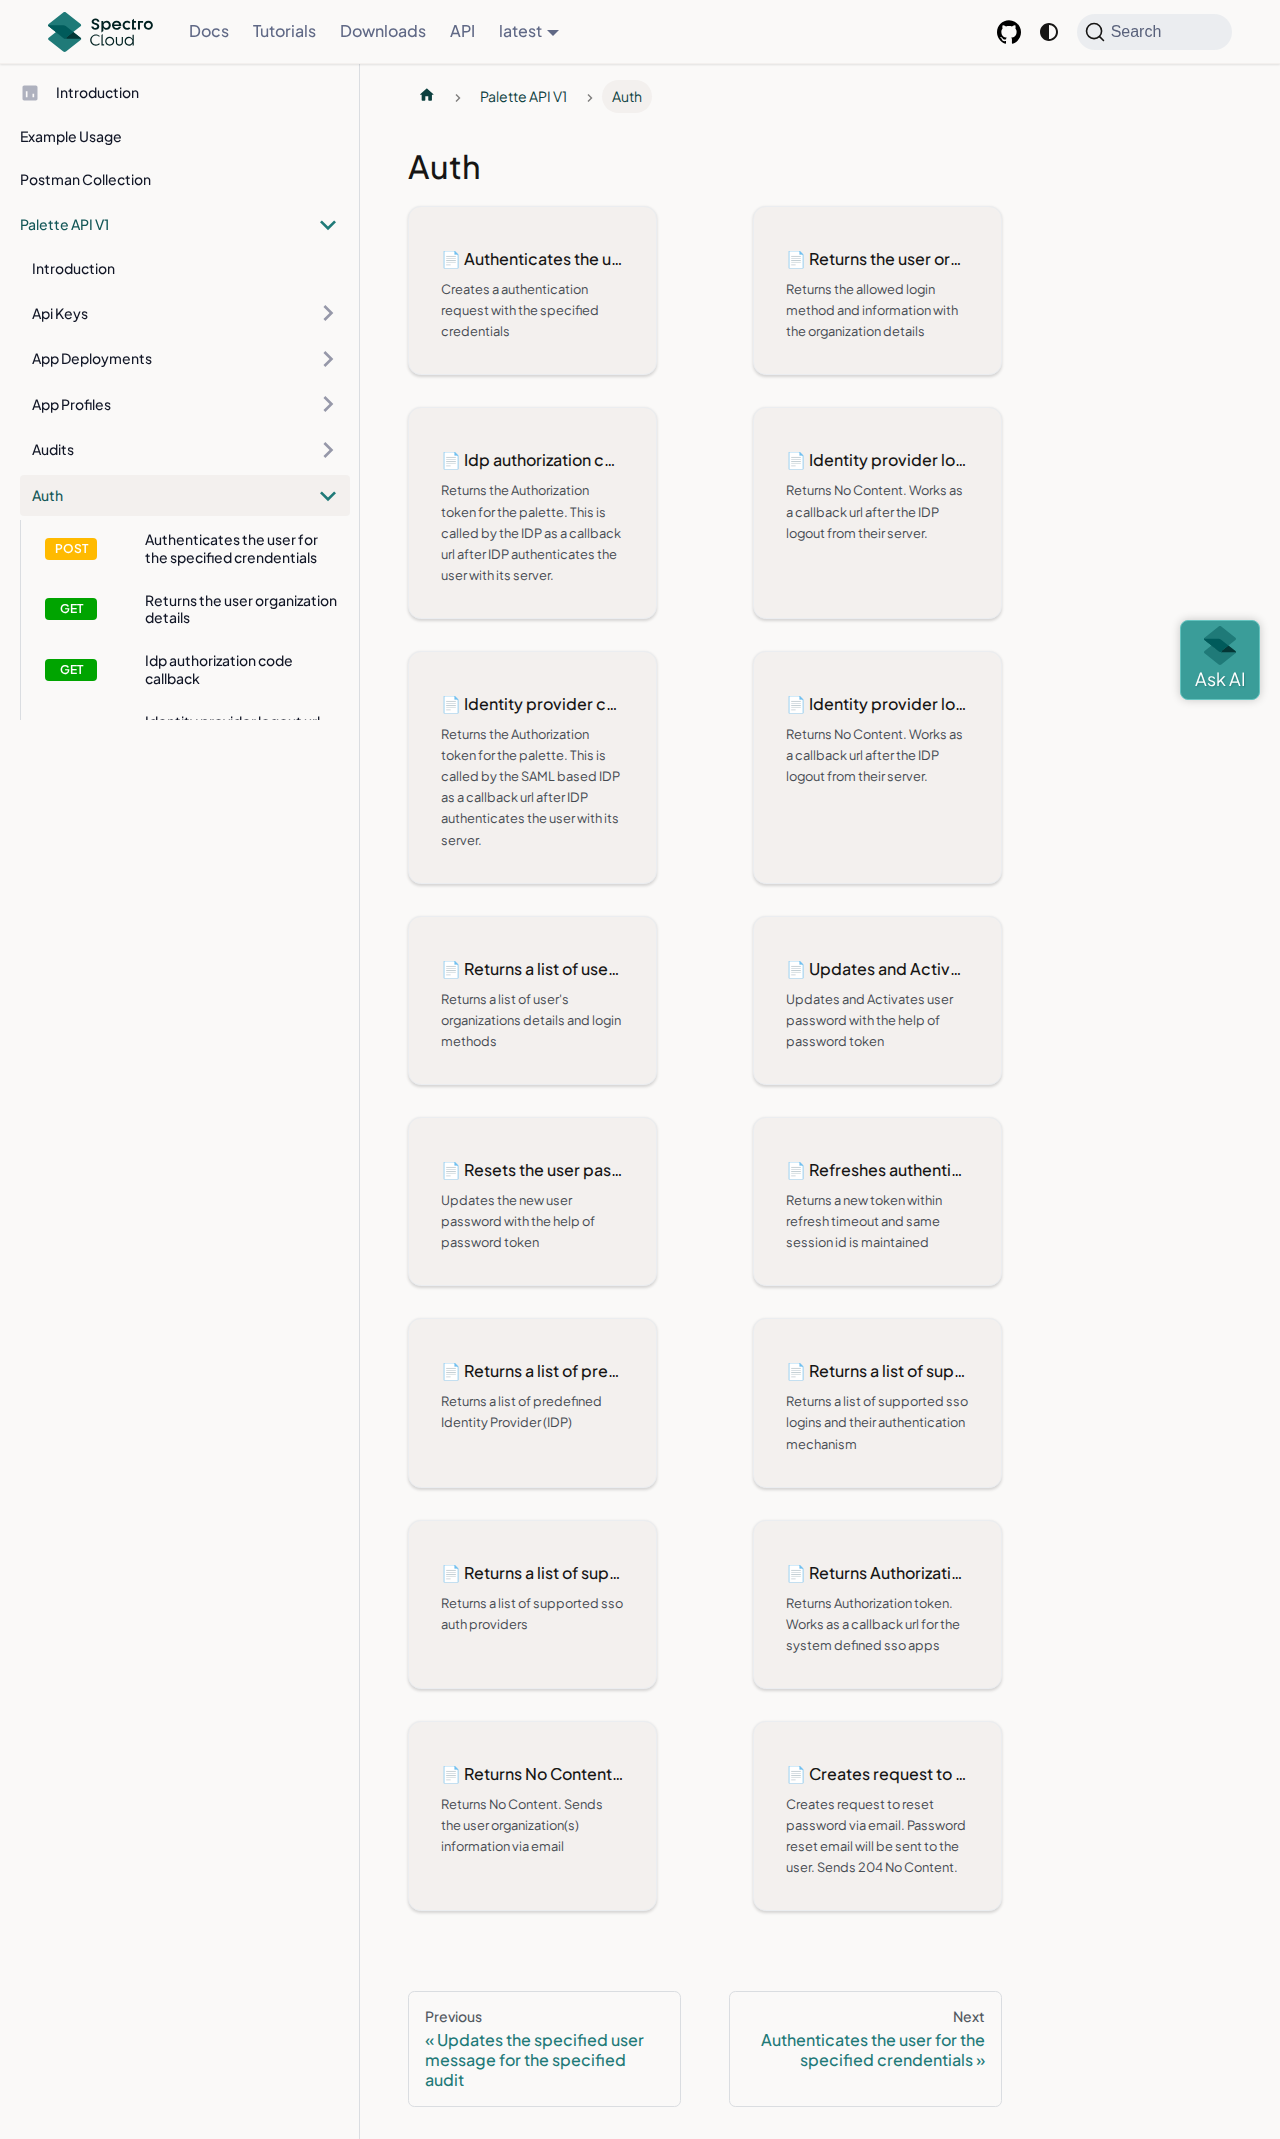 Spectro
Cloud
Docs
Tutorials
Downloads
API
latest
Search
Introduction
Example Usage
Postman Collection
Palette API V1
Introduction
Api Keys
App Deployments
App Profiles
Audits
Auth
POST
Authenticates the user for
the specified crendentials
GET
Returns the user organization
details
GET
Idp authorization code
callback
Identity provider logout url
Palette API V1
Auth
Auth
Authenticates the u...
Creates a authentication
request with the specified
credentials
Returns the user or...
Returns the allowed login
method and information with
the organization details
Idp authorization c...
Returns the Authorization
token for the palette. This is
called by the IDP as a callback
url after IDP authenticates the
user with its server.
Identity provider lo...
Returns No Content. Works as
a callback url after the IDP
logout from their server.
Identity provider c...
Returns the Authorization
token for the palette. This is
called by the SAML based IDP
as a callback url after IDP
authenticates the user with its
server.
Identity provider lo...
Returns No Content. Works as
a callback url after the IDP
logout from their server.
Returns a list of use...
Returns a list of user's
organizations details and login
methods
Updates and Activ...
Updates and Activates user
password with the help of
password token
Resets the user pas...
Updates the new user
password with the help of
password token
Refreshes authenti...
Returns a new token within
refresh timeout and same
session id is maintained
Returns a list of pre...
Returns a list of predefined
Identity Provider (IDP)
Returns a list of sup...
Returns a list of supported sso
logins and their authentication
mechanism
Returns a list of sup...
Returns a list of supported sso
auth providers
Returns Authorizati...
Returns Authorization token.
Works as a callback url for the
system defined sso apps
Returns No Content...
Returns No Content. Sends
the user organization(s)
information via email
Creates request to ...
Creates request to reset
password via email. Password
reset email will be sent to the
user. Sends 204 No Content.
Previous
« Updates the specified user
message for the specified
audit
Next
Authenticates the user for the
specified crendentials »
Ask AI